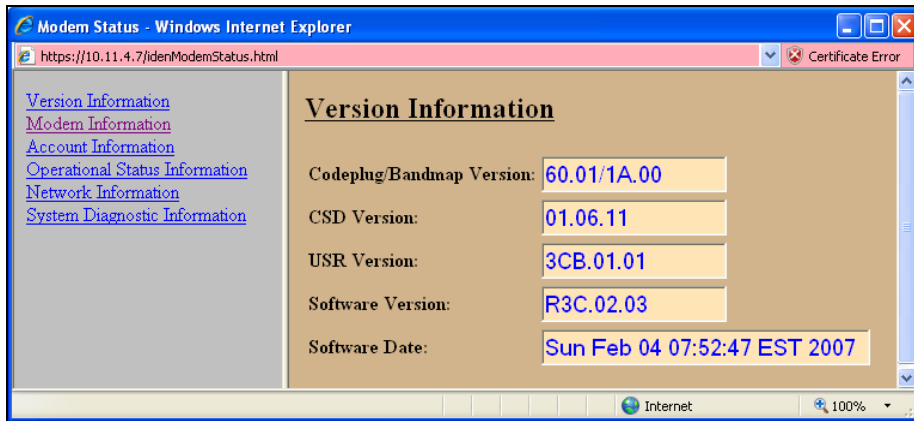 Modem Status - Windows Internet Explorer
https://10.11.4.7/idenModemStatus.html
Certificate Error
Version Information
Modem Information
Account Information
Operational Status Information
Network Information
System Diagnostic Information
Version Information
Codeplug/Bandmap Version: 60.01/1A.00
CSD Version: 01.06.11
USR Version: 3CB.01.01
Software Version: R3C.02.03
Software Date: Sun Feb 04 07:52:47 EST 2007
Internet 100%